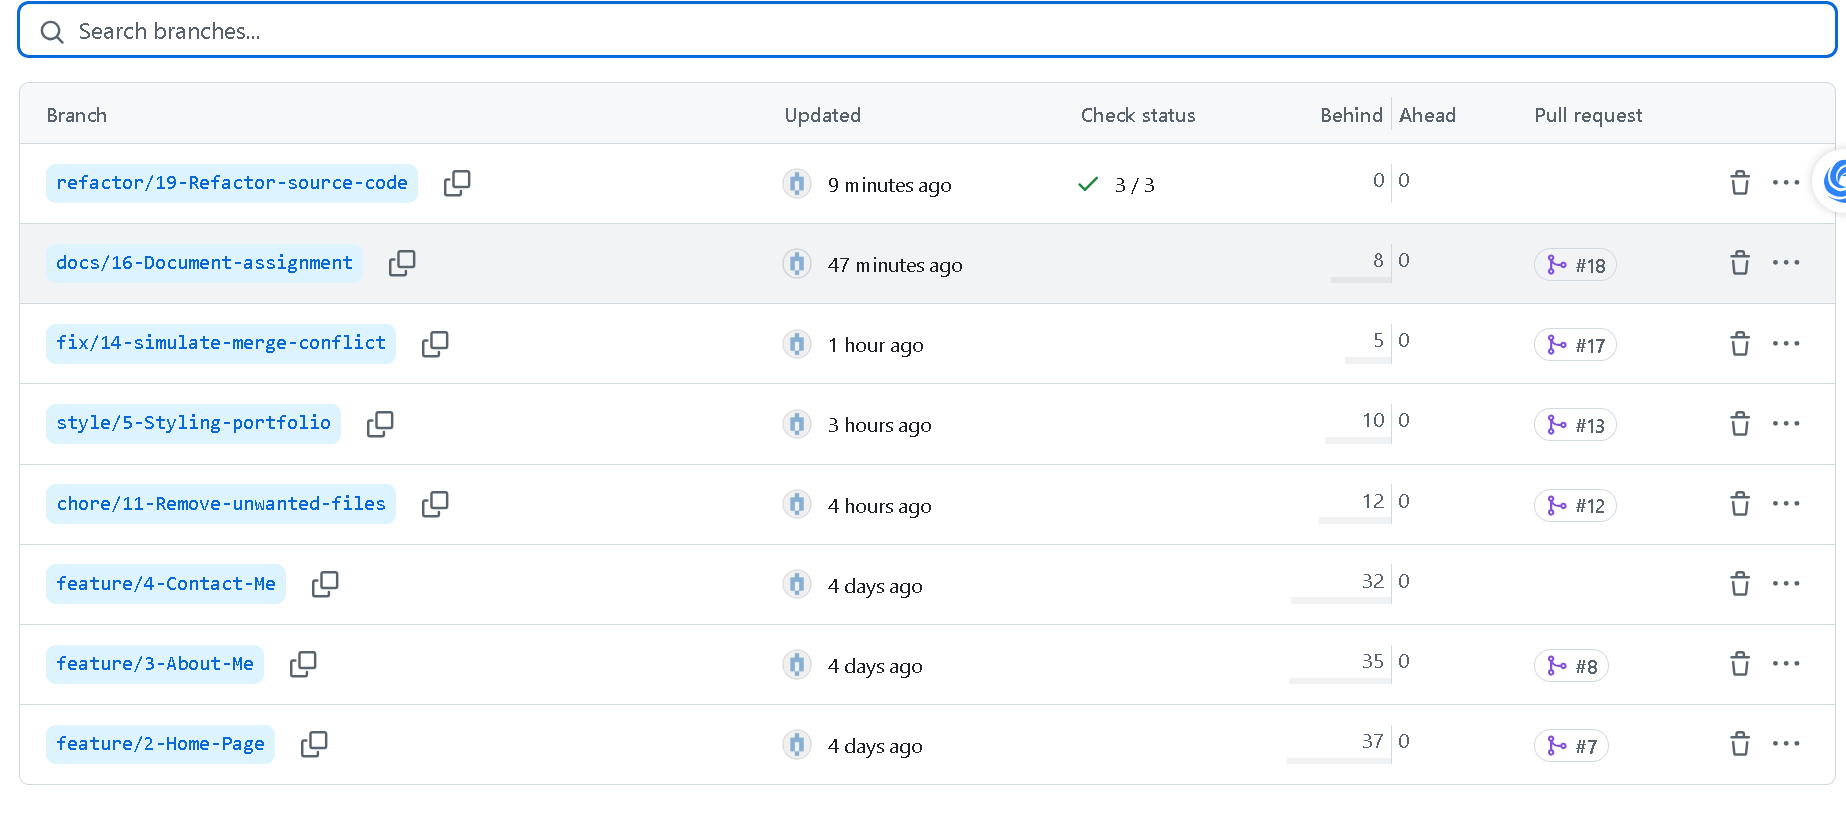 Search branches...
Branch Updated Check status Behind Ahead Pull request
refactor/19-Refactor-source-code 9 minutes ago 3 / 3 0 0
docs/16-Document-assignment 47 minutes ago 8 0 #18
fix/14-simulate-merge-conflict 1 hour ago 5 0 #17
style/5-Styling-portfolio 3 hours ago 10 0 #13
chore/11-Remove-unwanted-files 4 hours ago 12 0 #12
feature/4-Contact-Me 4 days ago 32 0
feature/3-About-Me 4 days ago 35 0 #8
feature/2-Home-Page 4 days ago 37 0 #7